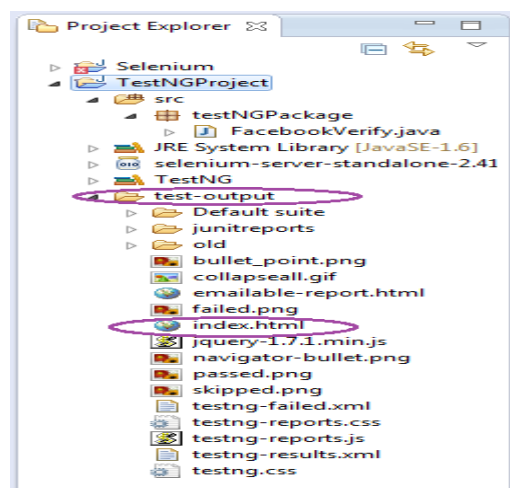 Project Explorer
Selenium
TestNGProject
src
testNGPackage
FacebookVerify.java
JRE System Library [JavaSE-1.6]
selenium-server-standalone-2.41
TestNG
test-output
Default suite
junitreports
old
bullet_point.png
collapseall.gif
emailable-report.html
failed.png
index.html
jquery-1.7.1.min.js
navigator-bullet.png
passed.png
skipped.png
testng-failed.xml
testng-reports.css
testng-reports.js
testng-results.xml
testng.css